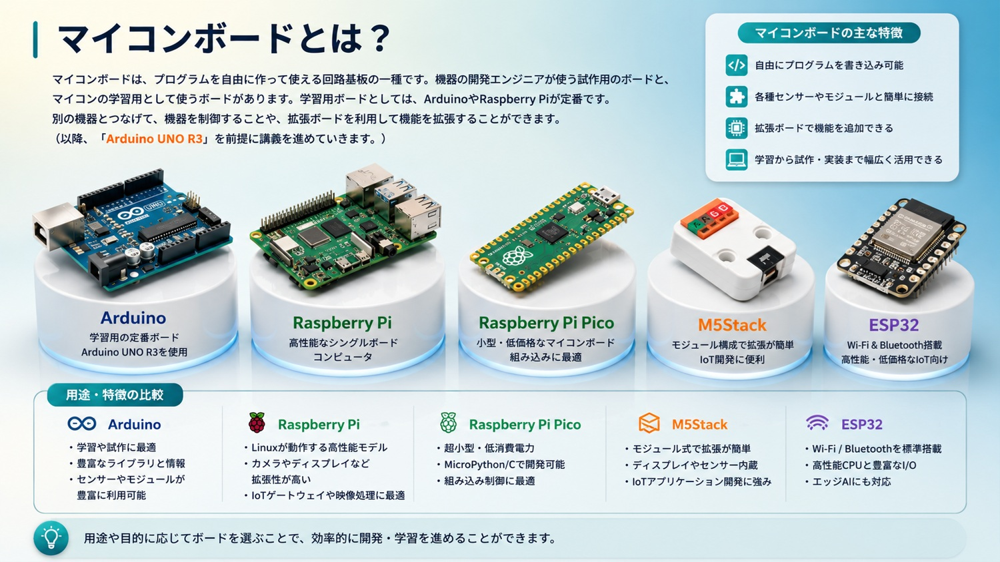 マイコンボードとは？
マイコンボードは、プログラムを自由に作って使える回路基板の一種です。機器の開発エンジニアが使う試作用のボードと、
マイコンの学習用として使うボードがあります。学習用ボードとしては、ArduinoやRaspberry Piが定番です。
別の機器とつなげて、機器を制御することや、拡張ボードを利用して機能を拡張することができます。
（以降、「Arduino UNO R3」を前提に講義を進めていきます。）
マイコンボードの主な特徴
自由にプログラムを書き込み可能
各種センサーやモジュールと簡単に接続
拡張ボードで機能を追加できる
学習から試作・実装まで幅広く活用できる
Arduino
学習用の定番ボード
Arduino UNO R3を使用
Raspberry Pi
高性能なシングルボード
コンピュータ
Raspberry Pi Pico
小型・低価格なマイコンボード
組み込みに最適
M5Stack
モジュール構成で拡張が簡単
IoT開発に便利
ESP32
Wi-Fi & Bluetooth搭載
高性能・低価格なIoT向け
用途・特徴の比較
Arduino
・学習や試作に最適
・豊富なライブラリと情報
・センサーやモジュールが
豊富に利用可能
Raspberry Pi
・Linuxが動作する高性能モデル
・カメラやディスプレイなど
拡張性が高い
・IoTゲートウェイや映像処理に最適
Raspberry Pi Pico
・超小型・低消費電力
・MicroPython/Cで開発可能
・組み込み制御に最適
M5Stack
・モジュール式で拡張が簡単
・ディスプレイやセンサー内蔵
・IoTアプリケーション開発に強み
ESP32
・Wi-Fi / Bluetoothを標準搭載
・高性能CPUと豊富なI/O
・エッジAIにも対応
用途や目的に応じてボードを選ぶことで、効率的に開発・学習を進めることができます。